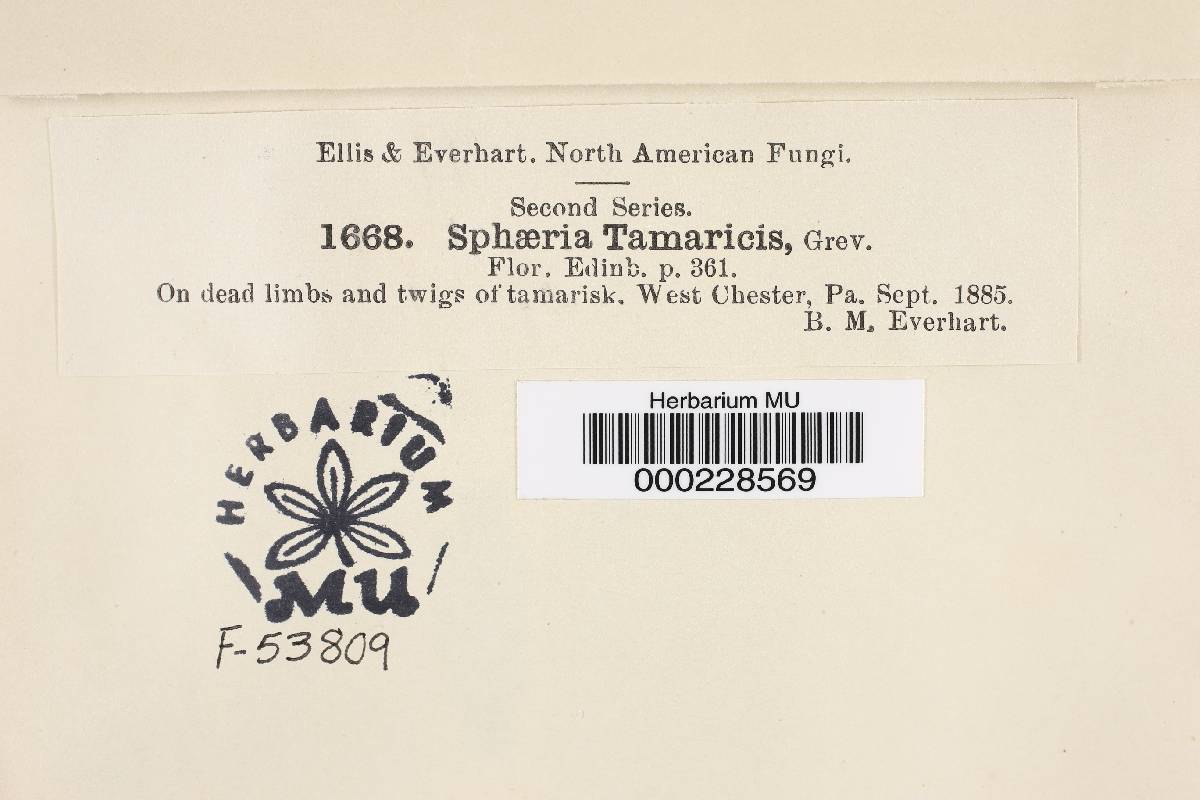 Ellis & Everhart. North American Fungi.
Second Series.
1668. Sphæria Tamaricis, Grev.
Flor. Edinb. p. 361.
On dead limbs and twigs of tamarisk. West Chester, Pa. Sept. 1885.
B. M. Everhart.
Herbarium MU
000228569
HERBARIUM
MU
F-53809